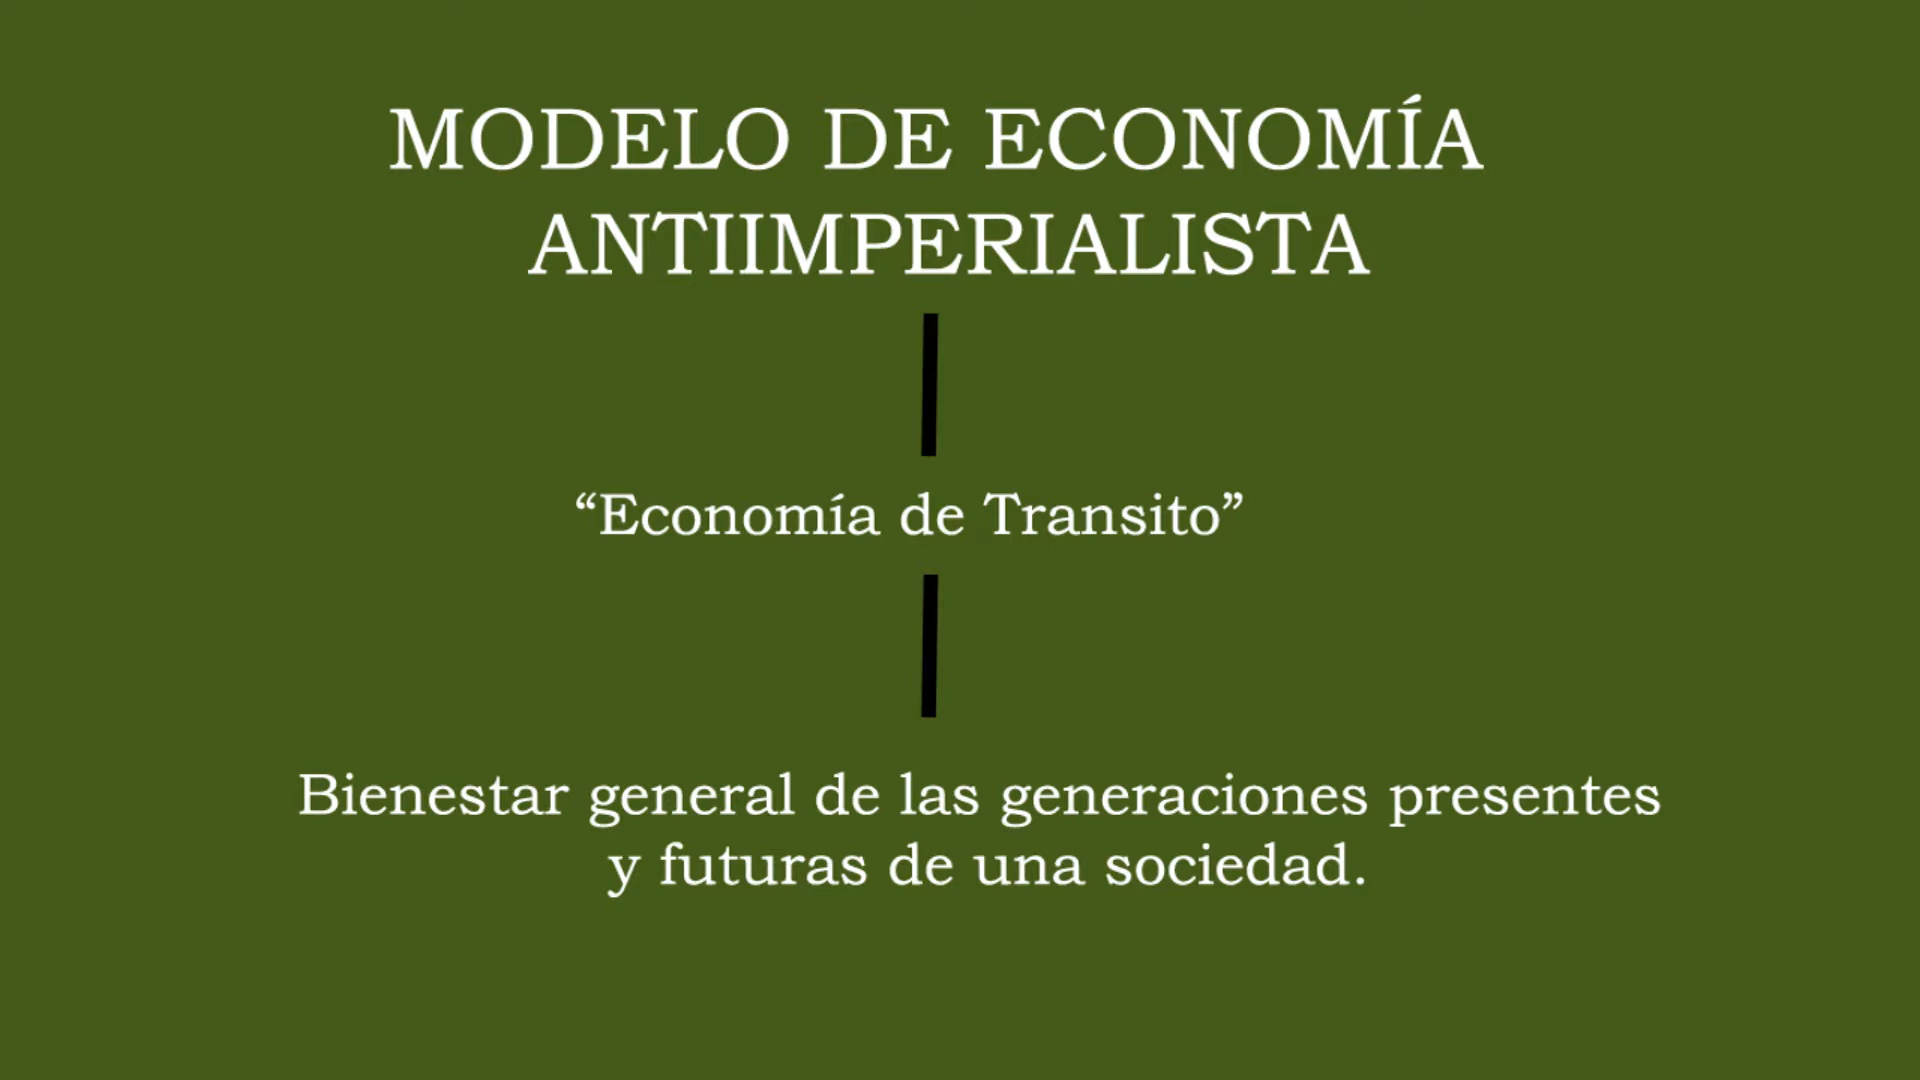 MODELO DE ECONOMÍA
ANTIIMPERIALISTA
“Economía de Transito”
Bienestar general de las generaciones presentes
y futuras de una sociedad.